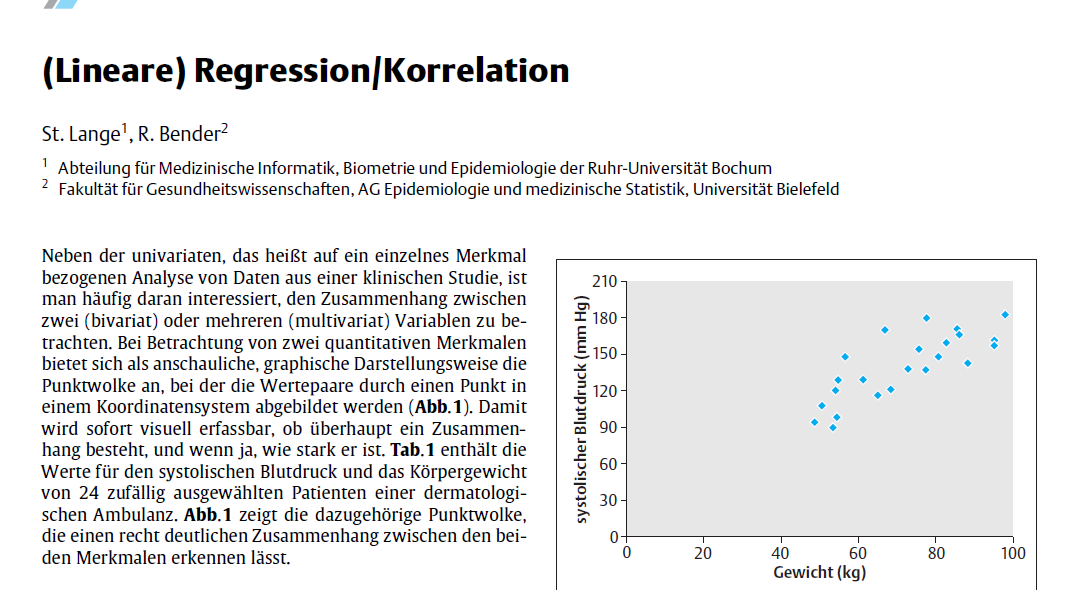 (Lineare) Regression/Korrelation
St. Lange1, R. Bender2
1 Abteilung für Medizinische Informatik, Biometrie und Epidemiologie der Ruhr-Universität Bochum
2 Fakultät für Gesundheitswissenschaften, AG Epidemiologie und medizinische Statistik, Universität Bielefeld
Neben der univariaten, das heißt auf ein einzelnes Merkmal
bezogenen Analyse von Daten aus einer klinischen Studie, ist
man häufig daran interessiert, den Zusammenhang zwischen
zwei (bivariat) oder mehreren (multivariat) Variablen zu be-
trachten. Bei Betrachtung von zwei quantitativen Merkmalen
bietet sich als anschauliche, graphische Darstellungsweise die
Punktwolke an, bei der die Wertepaare durch einen Punkt in
einem Koordinatensystem abgebildet werden (Abb.1). Damit
wird sofort visuell erfassbar, ob überhaupt ein Zusammen-
hang besteht, und wenn ja, wie stark er ist. Tab.1 enthält die
Werte für den systolischen Blutdruck und das Körpergewicht
von 24 zufällig ausgewählten Patienten einer dermatologi-
schen Ambulanz. Abb.1 zeigt die dazugehörige Punktwolke,
die einen recht deutlichen Zusammenhang zwischen den bei-
den Merkmalen erkennen lässt.
systolischer Blutdruck (mm Hg)
210
180
150
120
90
60
30
0
0 20 40 60 80 100
Gewicht (kg)